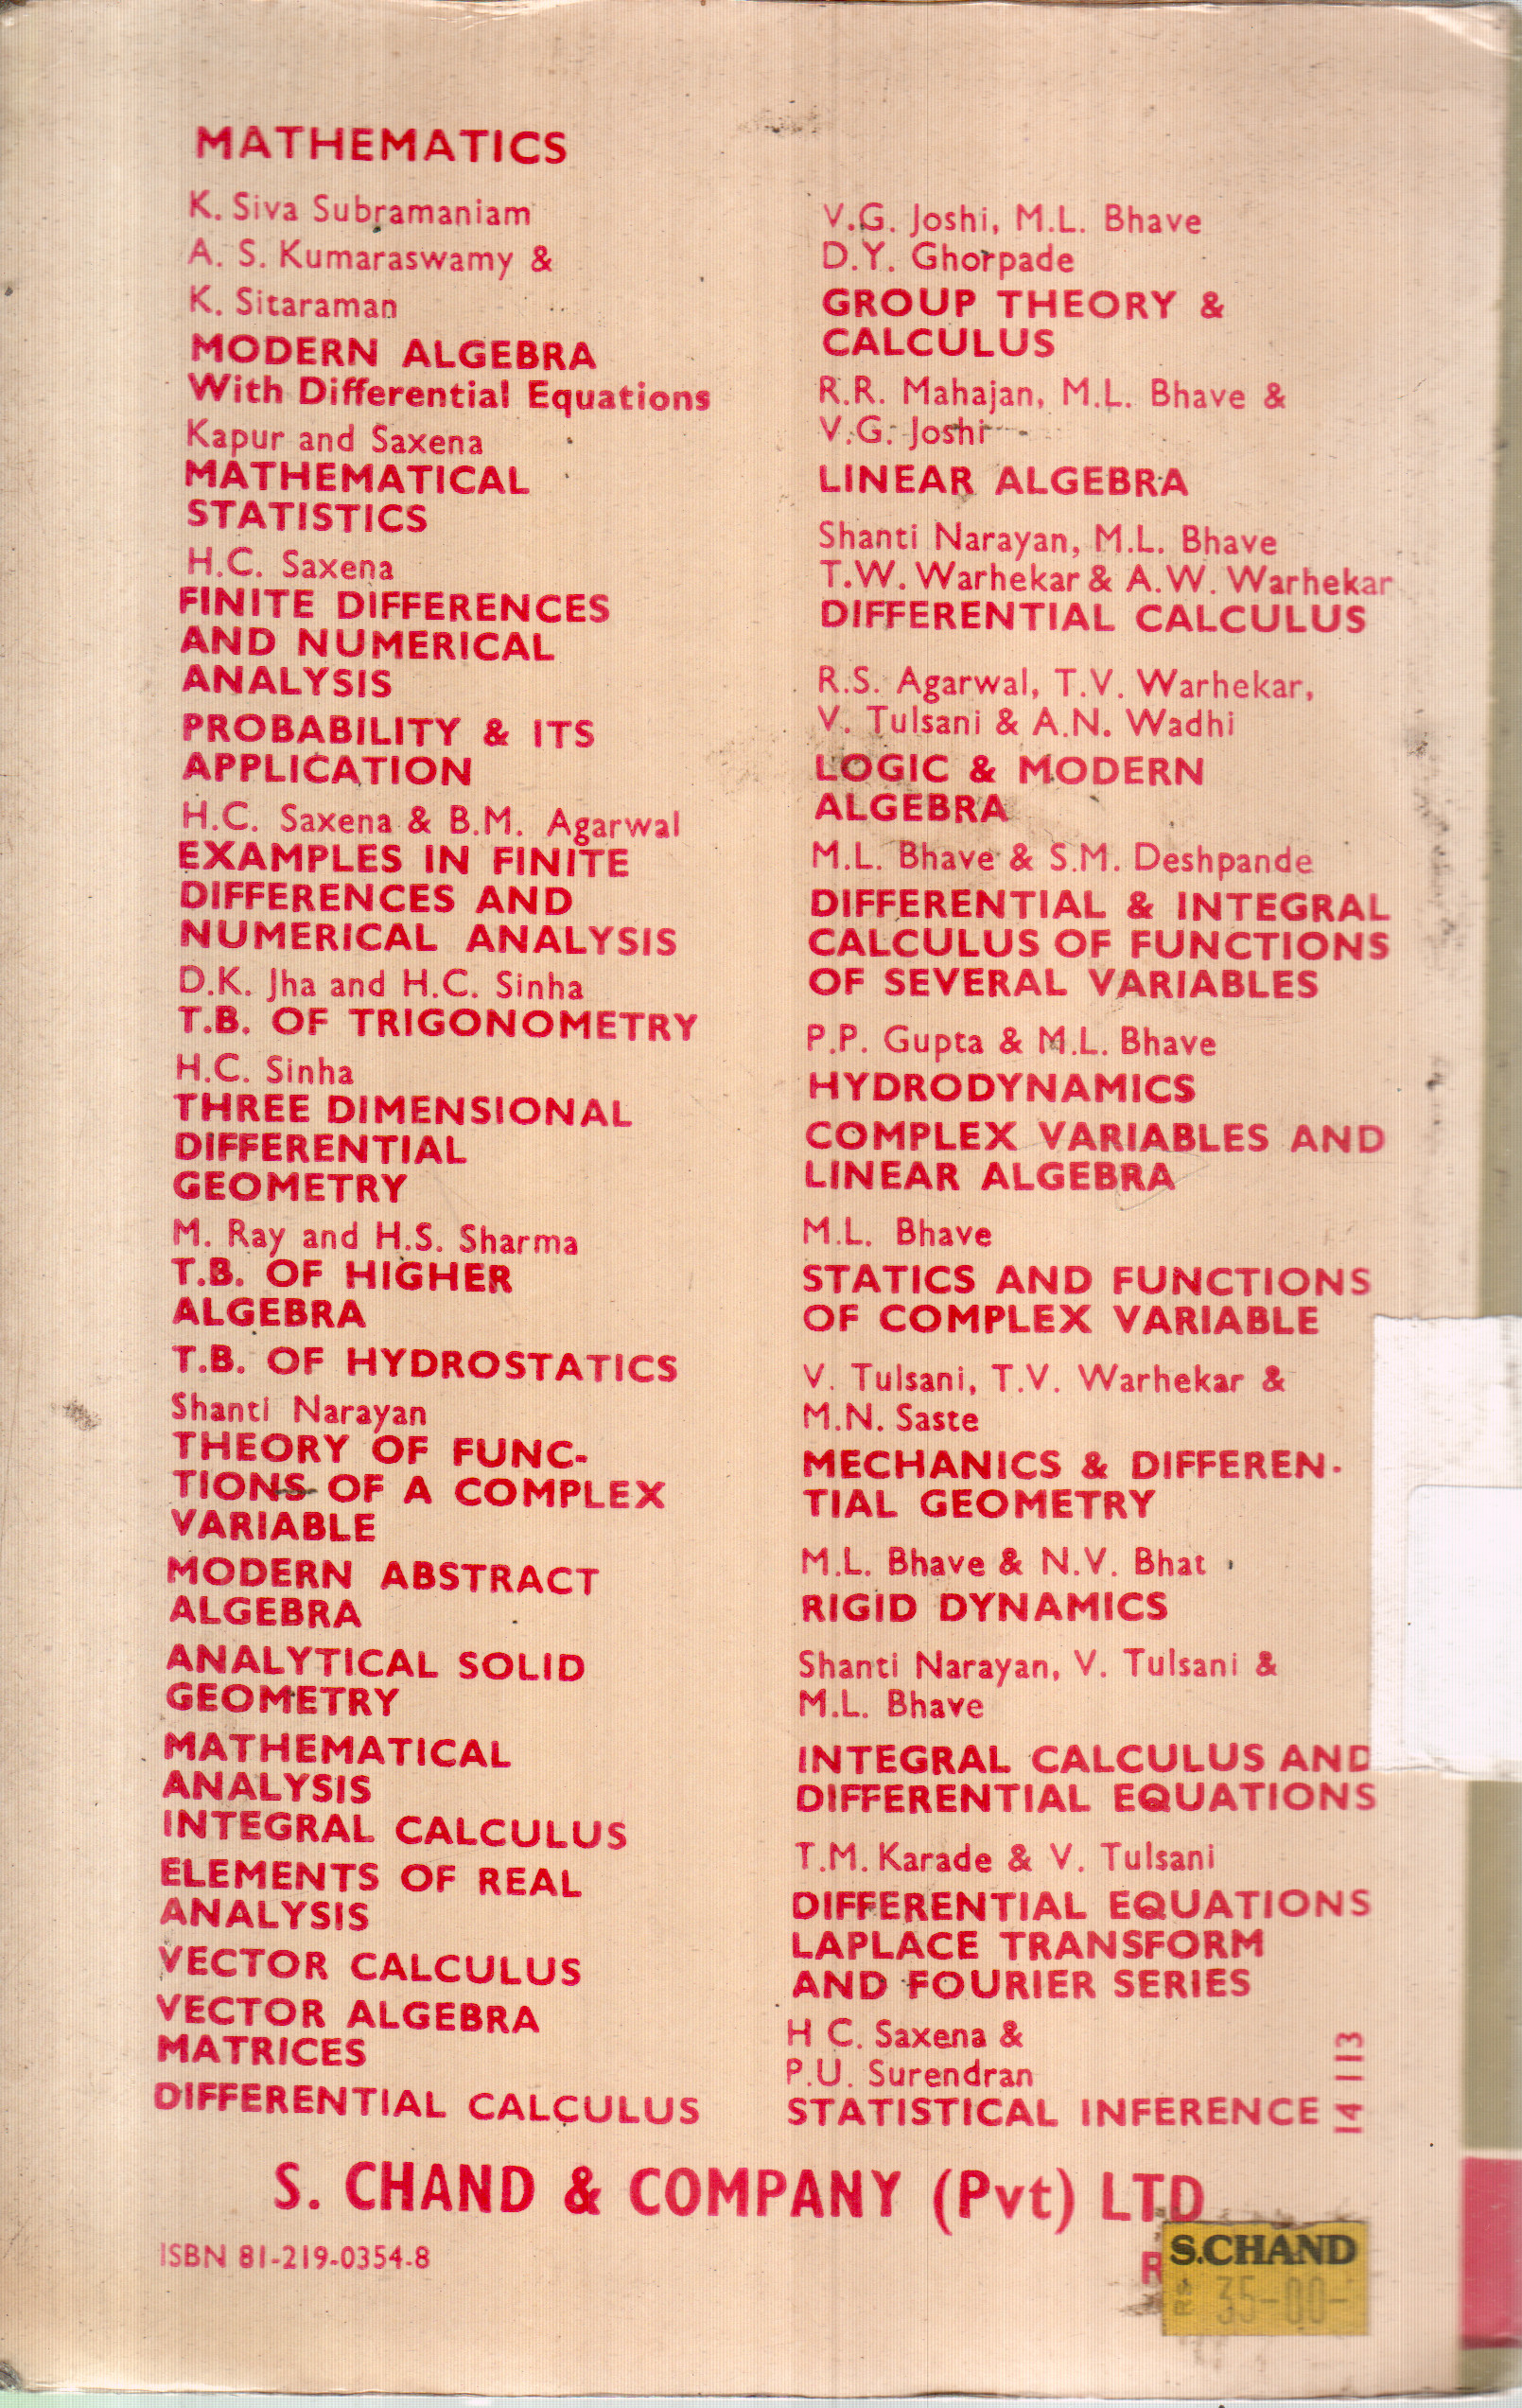 MATHEMATICS
K. Siva Subramaniam
A. S. Kumaraswamy &
K. Sitaraman
MODERN ALGEBRA
With Differential Equations
Kapur and Saxena
MATHEMATICAL
STATISTICS
H.C. Saxena
FINITE DIFFERENCES
AND NUMERICAL
ANALYSIS
PROBABILITY & ITS
APPLICATION
H.C. Saxena & B.M. Agarwal
EXAMPLES IN FINITE
DIFFERENCES AND
NUMERICAL ANALYSIS
D.K. Jha and H.C. Sinha
T.B. OF TRIGONOMETRY
H.C. Sinha
THREE DIMENSIONAL
DIFFERENTIAL
GEOMETRY
M. Ray and H.S. Sharma
T.B. OF HIGHER
ALGEBRA
T.B. OF HYDROSTATICS
Shanti Narayan
THEORY OF FUNC-
TIONS OF A COMPLEX
VARIABLE
MODERN ABSTRACT
ALGEBRA
ANALYTICAL SOLID
GEOMETRY
MATHEMATICAL
ANALYSIS
INTEGRAL CALCULUS
ELEMENTS OF REAL
ANALYSIS
VECTOR CALCULUS
VECTOR ALGEBRA
MATRICES
DIFFERENTIAL CALCULUS
V.G. Joshi, M.L. Bhave
D.Y. Ghorpade
GROUP THEORY &
CALCULUS
R.R. Mahajan, M.L. Bhave &
V.G. Joshi
LINEAR ALGEBRA
Shanti Narayan, M.L. Bhave
T.W. Warhekar & A.W. Warhekar
DIFFERENTIAL CALCULUS
R.S. Agarwal, T.V. Warhekar,
V. Tulsani & A.N. Wadhi
LOGIC & MODERN
ALGEBRA
M.L. Bhave & S.M. Deshpande
DIFFERENTIAL & INTEGRAL
CALCULUS OF FUNCTIONS
OF SEVERAL VARIABLES
P.P. Gupta & M.L. Bhave
HYDRODYNAMICS
COMPLEX VARIABLES AND
LINEAR ALGEBRA
M.L. Bhave
STATICS AND FUNCTIONS
OF COMPLEX VARIABLE
V. Tulsani, T.V. Warhekar &
M.N. Saste
MECHANICS & DIFFEREN-
TIAL GEOMETRY
M.L. Bhave & N.V. Bhat
RIGID DYNAMICS
Shanti Narayan, V. Tulsani &
M.L. Bhave
INTEGRAL CALCULUS AND
DIFFERENTIAL EQUATIONS
T.M. Karade & V. Tulsani
DIFFERENTIAL EQUATIONS
LAPLACE TRANSFORM
AND FOURIER SERIES
H C. Saxena &
P.U. Surendran
STATISTICAL INFERENCE
14 113
S. CHAND & COMPANY (Pvt) LTD
ISBN 81-219-0354-8
R
S.CHAND
Rs. 35-00-